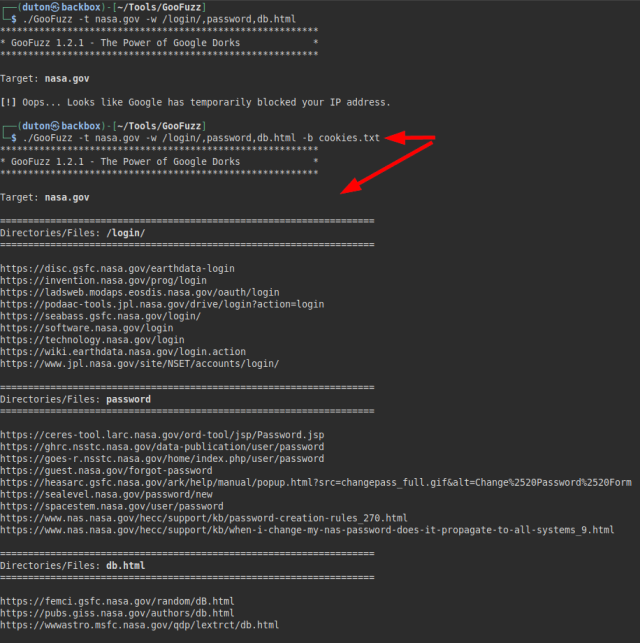 ┌──(duton㉿backbox)-[~/Tools/GooFuzz]
└─$ ./GooFuzz -t nasa.gov -w /login/,password,db.html
*********************************************************
* GooFuzz 1.2.1 - The Power of Google Dorks             *
*********************************************************
Target: nasa.gov
[!] Oops... Looks like Google has temporarily blocked your IP address.
┌──(duton㉿backbox)-[~/Tools/GooFuzz]
└─$ ./GooFuzz -t nasa.gov -w /login/,password,db.html -b cookies.txt
*********************************************************
* GooFuzz 1.2.1 - The Power of Google Dorks             *
*********************************************************
Target: nasa.gov
===================================================================
Directories/Files: /login/
===================================================================
https://disc.gsfc.nasa.gov/earthdata-login
https://invention.nasa.gov/prog/login
https://ladsweb.modaps.eosdis.nasa.gov/oauth/login
https://podaac-tools.jpl.nasa.gov/drive/login?action=login
https://seabass.gsfc.nasa.gov/login/
https://software.nasa.gov/login
https://technology.nasa.gov/login
https://wiki.earthdata.nasa.gov/login.action
https://www.jpl.nasa.gov/site/NSET/accounts/login/
===================================================================
Directories/Files: password
===================================================================
https://ceres-tool.larc.nasa.gov/ord-tool/jsp/Password.jsp
https://ghrc.nsstc.nasa.gov/data-publication/user/password
https://goes-r.nsstc.nasa.gov/home/index.php/user/password
https://guest.nasa.gov/forgot-password
https://heasarc.gsfc.nasa.gov/ark/help/manual/popup.html?src=changepass_full.gif&alt=Change%2520Password%2520Form
https://sealevel.nasa.gov/password/new
https://spacestem.nasa.gov/user/password
https://www.nas.nasa.gov/hecc/support/kb/password-creation-rules_270.html
https://www.nas.nasa.gov/hecc/support/kb/when-i-change-my-nas-password-does-it-propagate-to-all-systems_9.html
===================================================================
Directories/Files: db.html
===================================================================
https://femci.gsfc.nasa.gov/random/dB.html
https://pubs.giss.nasa.gov/authors/db.html
https://wwwastro.msfc.nasa.gov/qdp/lextrct/db.html